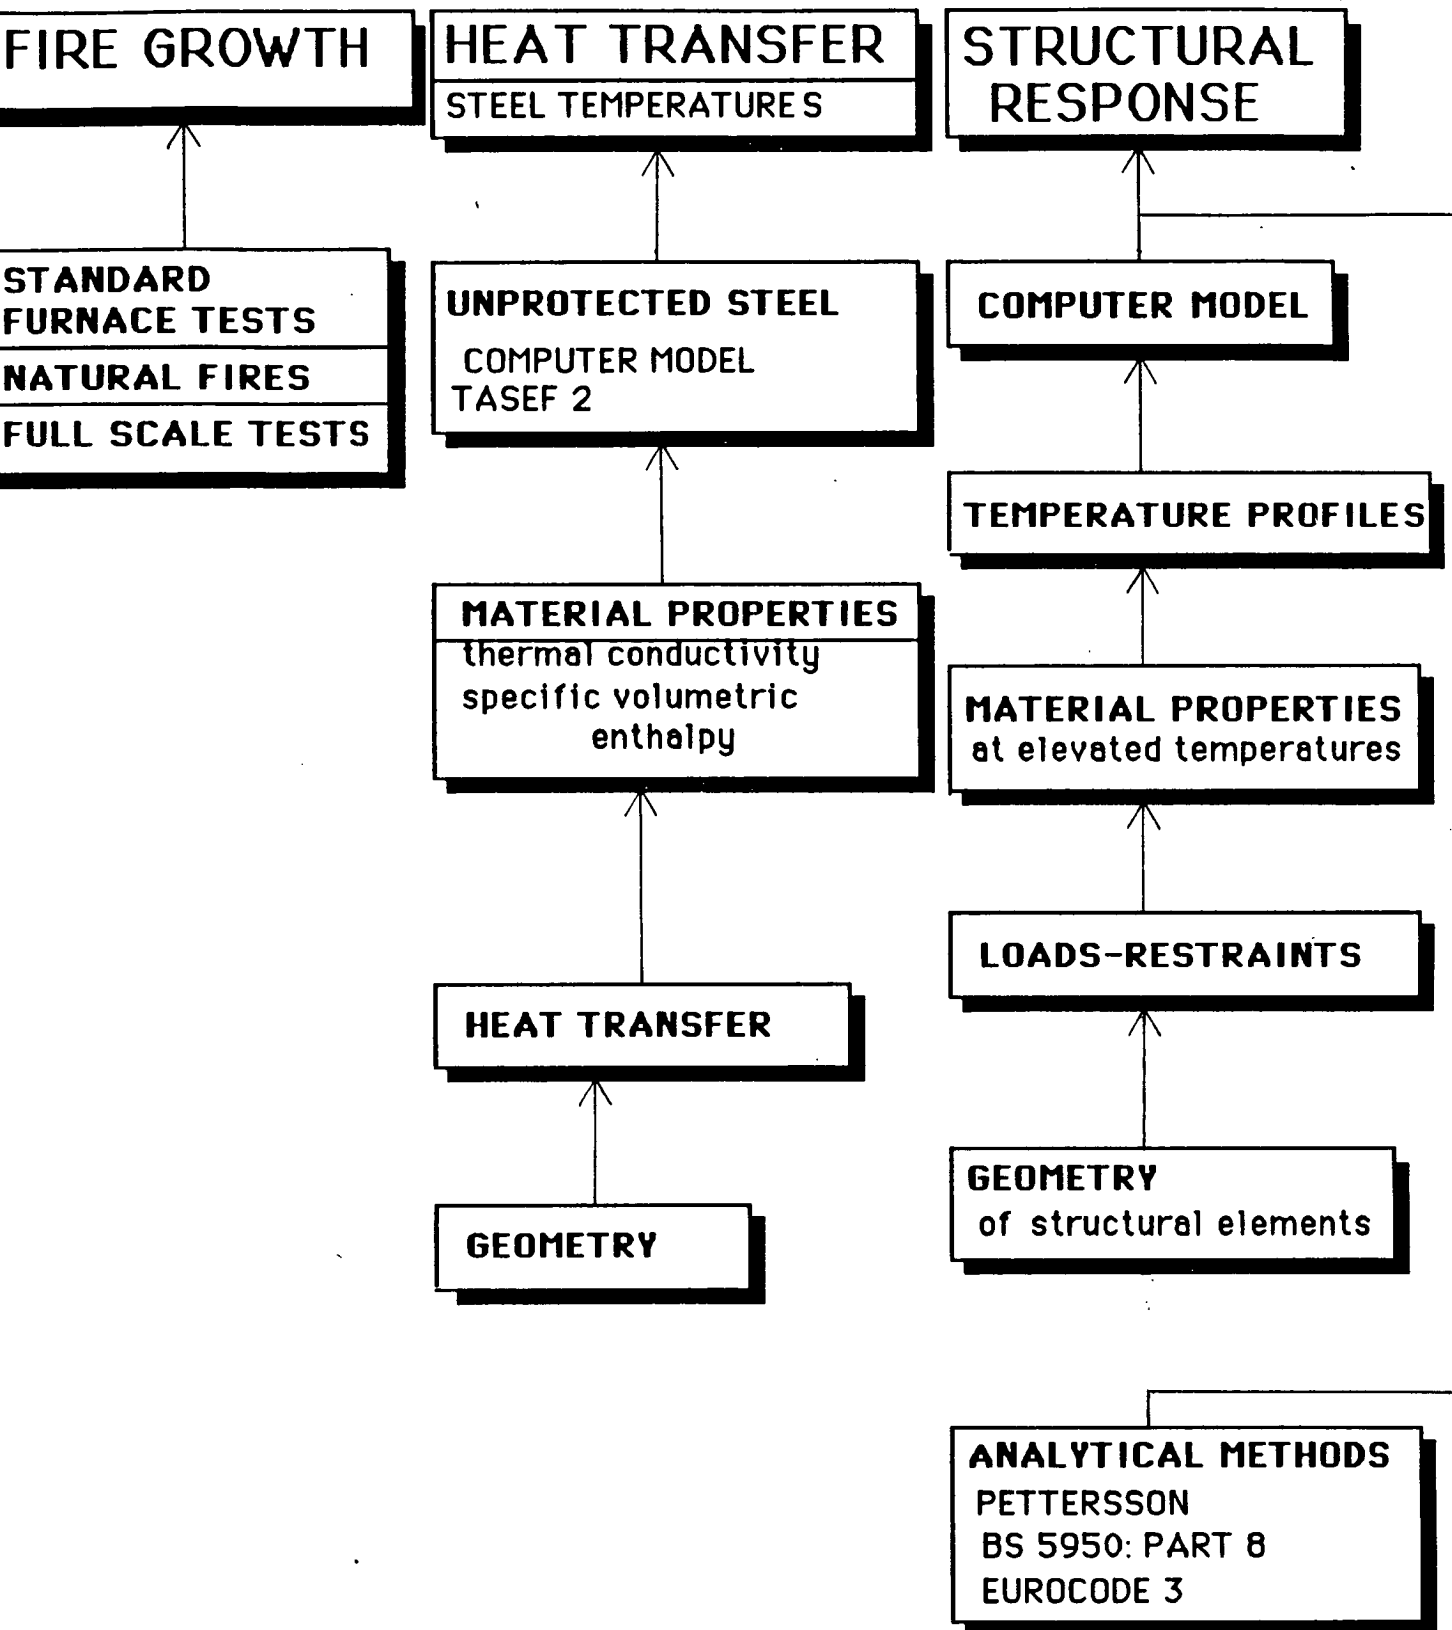 FIRE GROWTH
STANDARD
FURNACE TESTS
NATURAL FIRES
FULL SCALE TESTS
HEAT TRANSFER
STEEL TEMPERATURES
UNPROTECTED STEEL
COMPUTER MODEL
TASEF 2
MATERIAL PROPERTIES
thermal conductivity
specific volumetric
enthalpy
HEAT TRANSFER
GEOMETRY
STRUCTURAL
RESPONSE
COMPUTER MODEL
TEMPERATURE PROFILES
MATERIAL PROPERTIES
at elevated temperatures
LOADS-RESTRAINTS
GEOMETRY
of structural elements
ANALYTICAL METHODS
PETTERSSON
BS 5950: PART 8
EUROCODE 3